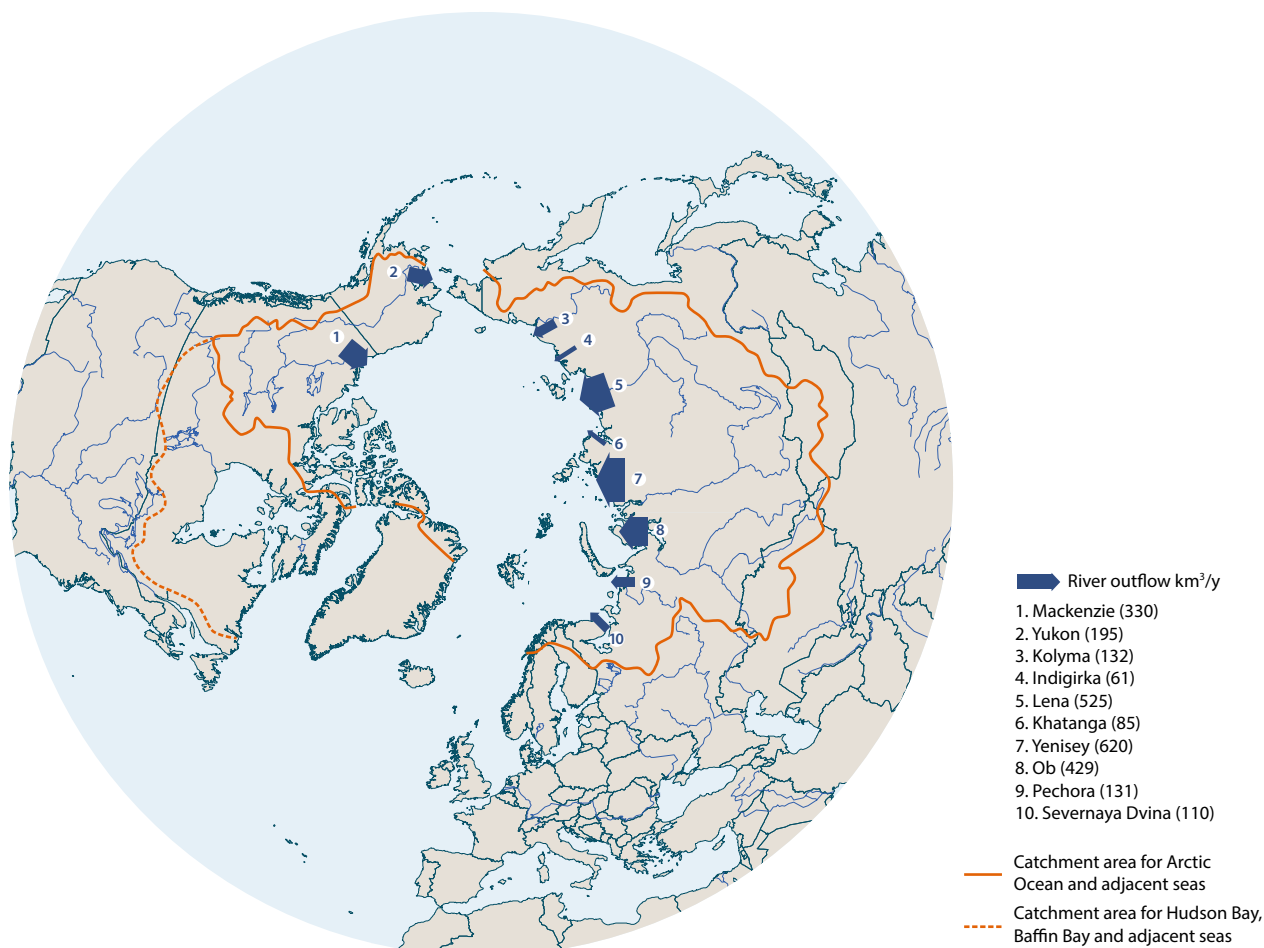 2
1
3
4
5
6
7
8
9
10
River outflow km³/y
1. Mackenzie (330)
2. Yukon (195)
3. Kolyma (132)
4. Indigirka (61)
5. Lena (525)
6. Khatanga (85)
7. Yenisey (620)
8. Ob (429)
9. Pechora (131)
10. Severnaya Dvina (110)
Catchment area for Arctic
Ocean and adjacent seas
Catchment area for Hudson Bay,
Baffin Bay and adjacent seas